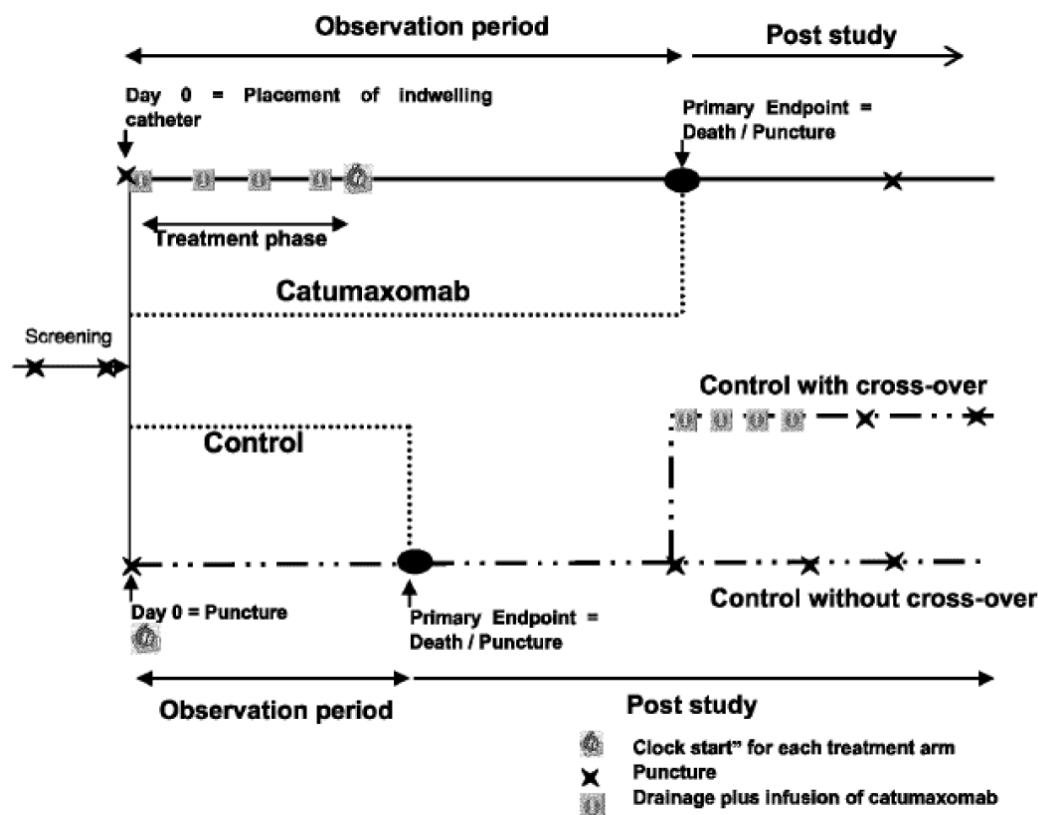 Observation period
Post study
Day 0 = Placement of indwelling
catheter
Primary Endpoint =
Death / Puncture
Treatment phase
Catumaxomab
Screening
Control with cross-over
Control
Day 0 = Puncture
Primary Endpoint =
Death / Puncture
Control without cross-over
Observation period
Post study
Clock start” for each treatment arm
Puncture
Drainage plus infusion of catumaxomab